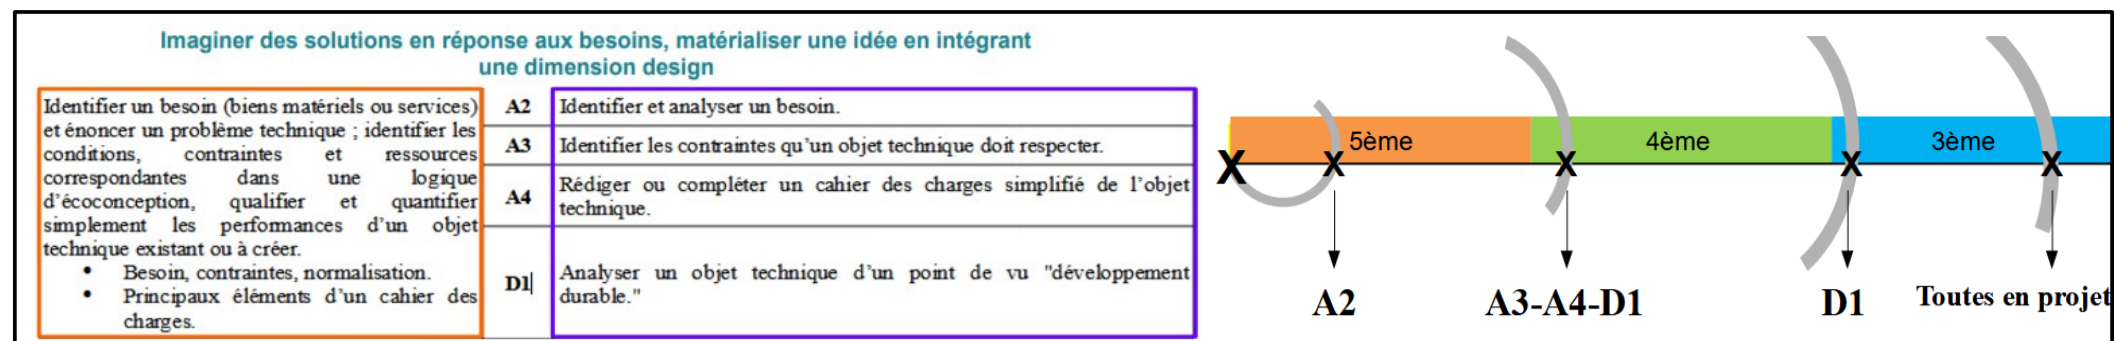 Imaginer des solutions en réponse aux besoins, matérialiser une idée en intégrant
une dimension design
Identifier un besoin (biens matériels ou services)
et énoncer un problème technique ; identifier les
conditions, contraintes et ressources
correspondantes dans une logique
d'écoconception, qualifier et quantifier
simplement les performances d'un objet
technique existant ou à créer.
• Besoin, contraintes, normalisation.
• Principaux éléments d'un cahier des
charges.
A2
Identifier et analyser un besoin.
A3
Identifier les contraintes qu'un objet technique doit respecter.
A4
Rédiger ou compléter un cahier des charges simplifié de l'objet
technique.
D1
Analyser un objet technique d'un point de vu "développement
durable."
5ème
4ème
3ème
X
X
X
X
X
A2
A3-A4-D1
D1
Toutes en projet